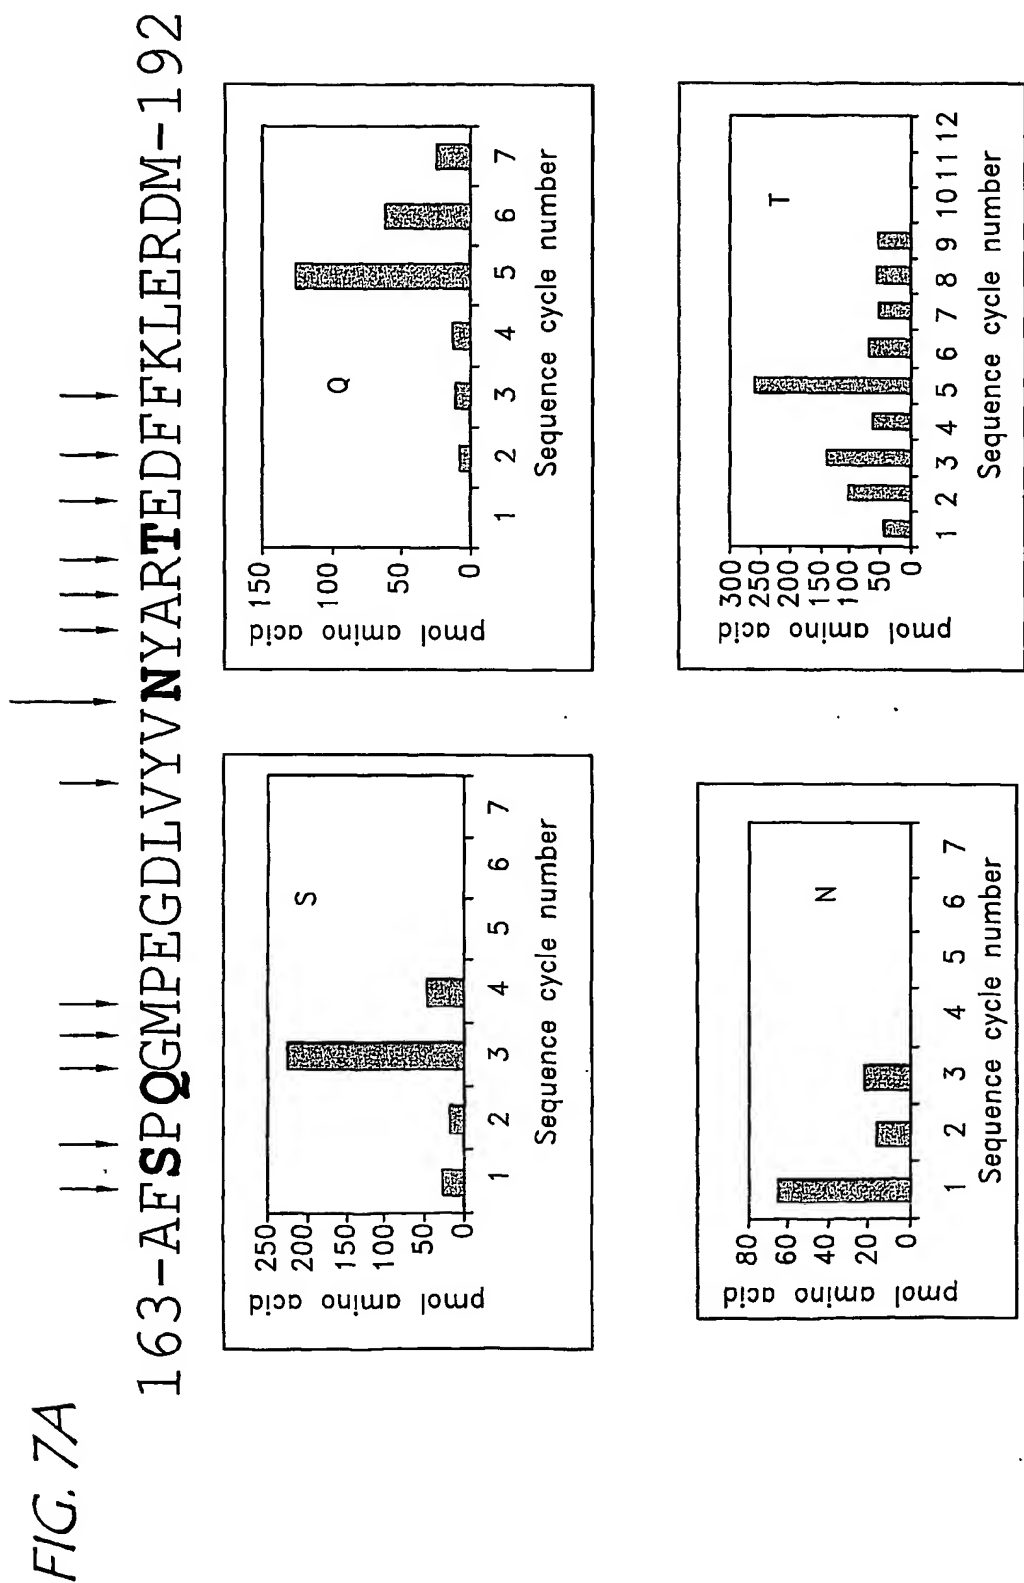 FIG. 7A
163-AFSPQGMPEGDLVYVNYARTEDFFKLERDM-192
pmol amino acid
250
200
150
100
50
0
S
1 2 3 4 5 6 7
Sequence cycle number
pmol amino acid
150
100
50
0
Q
1 2 3 4 5 6 7
Sequence cycle number
pmol amino acid
80
60
40
20
0
N
1 2 3 4 5 6 7
Sequence cycle number
pmol amino acid
300
250
200
150
100
50
0
T
1 2 3 4 5 6 7 8 9 10 11 12
Sequence cycle number